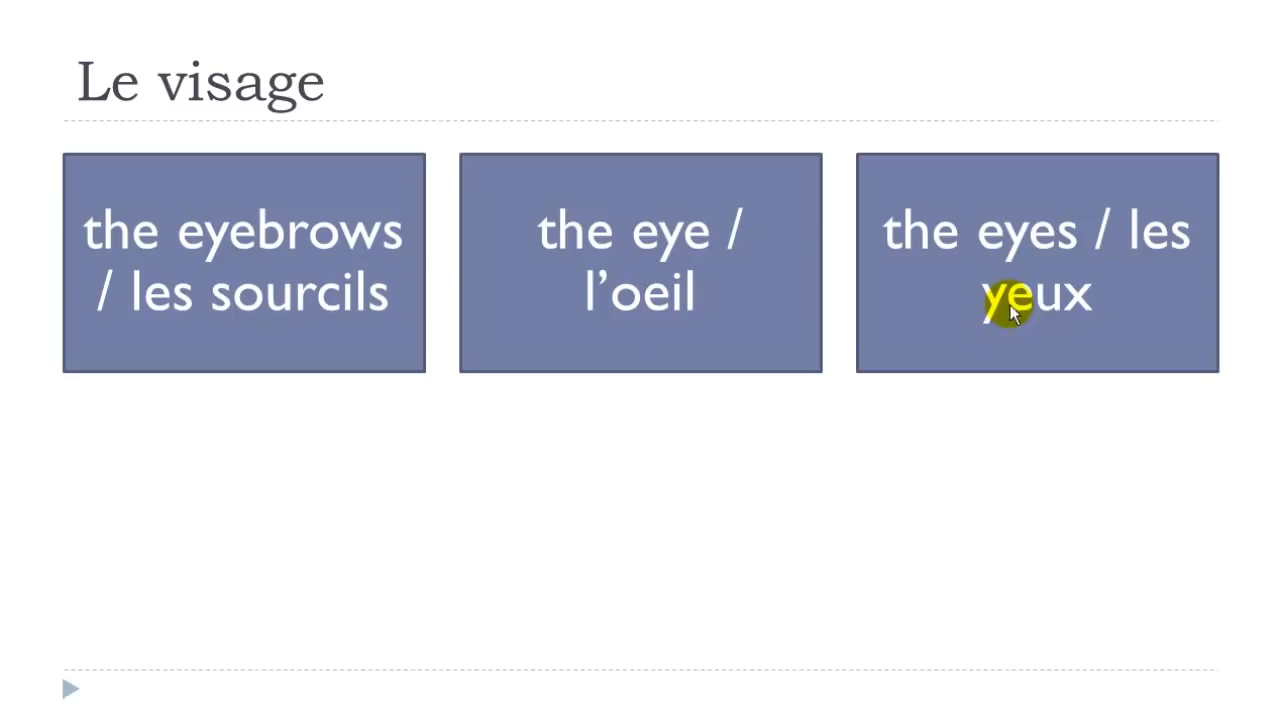 Le visage
the eyebrows
/ les sourcils
the eye /
l’oeil
the eyes / les
yeux